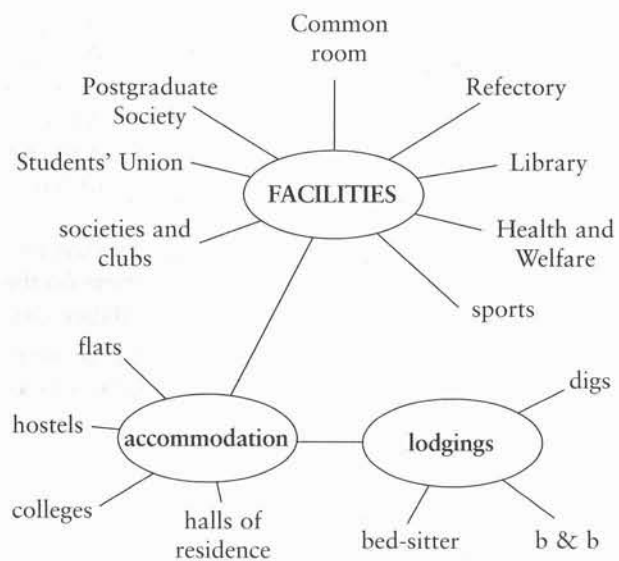 Common
room
Postgraduate
Society
Refectory
Students' Union
Library
FACILITIES
societies and
clubs
Health and
Welfare
sports
flats
digs
hostels
accommodation
lodgings
colleges
halls of
residence
bed-sitter
b & b